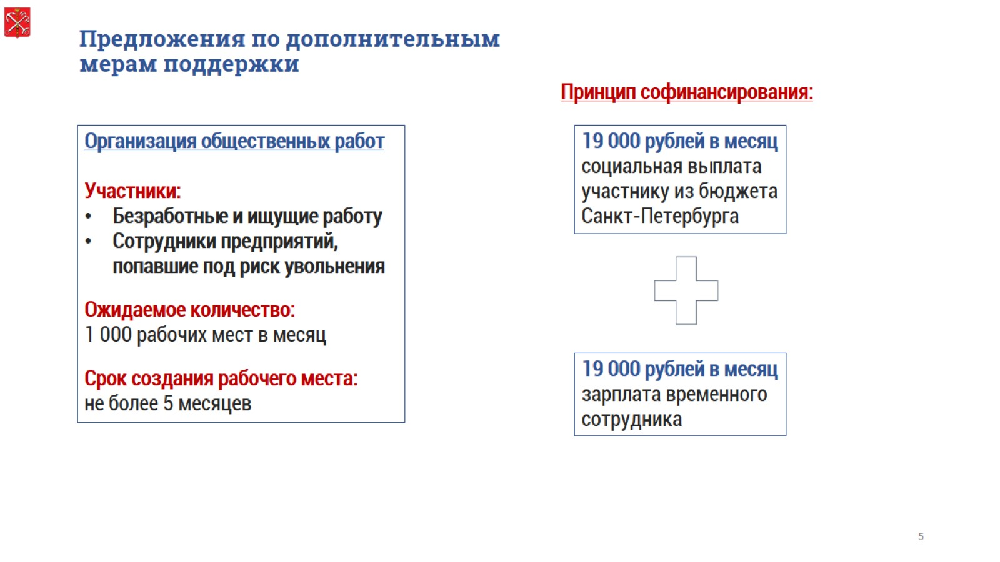 Предложения по дополнительным
мерам поддержки
Принцип софинансирования:
Организация общественных работ
Участники:
• Безработные и ищущие работу
• Сотрудники предприятий,
попавшие под риск увольнения
Ожидаемое количество:
1 000 рабочих мест в месяц
Срок создания рабочего места:
не более 5 месяцев
19 000 рублей в месяц
социальная выплата
участнику из бюджета
Санкт-Петербурга
19 000 рублей в месяц
зарплата временного
сотрудника
5